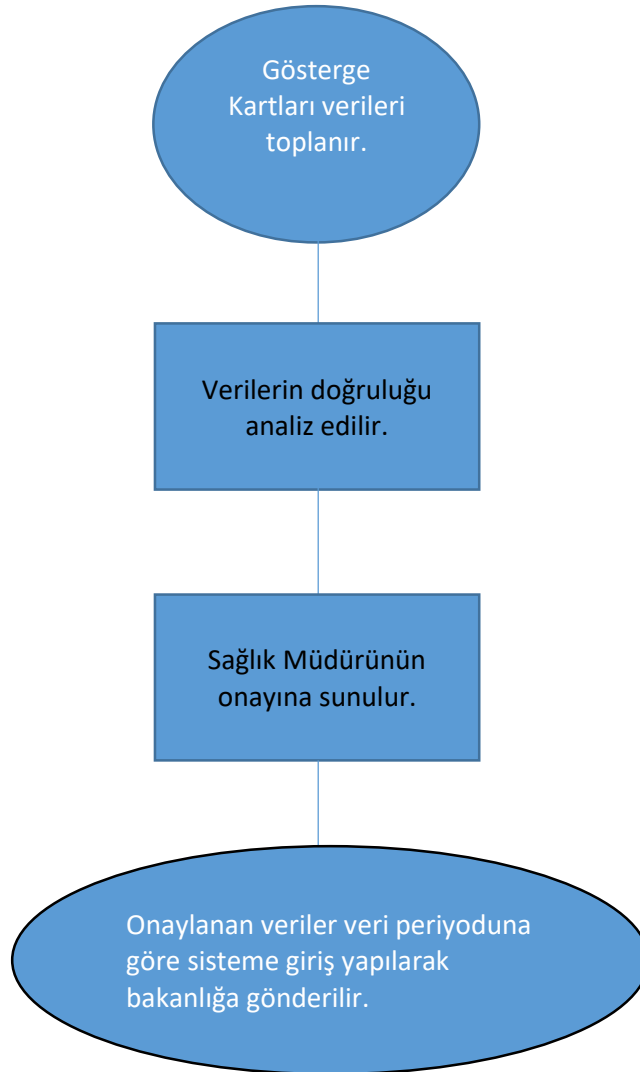 Gösterge
Kartları verileri
toplanır.
Verilerin doğruluğu
analiz edilir.
Sağlık Müdürünün
onayına sunulur.
Onaylanan veriler veri periyoduna
göre sisteme giriş yapılarak
bakanlığa gönderilir.